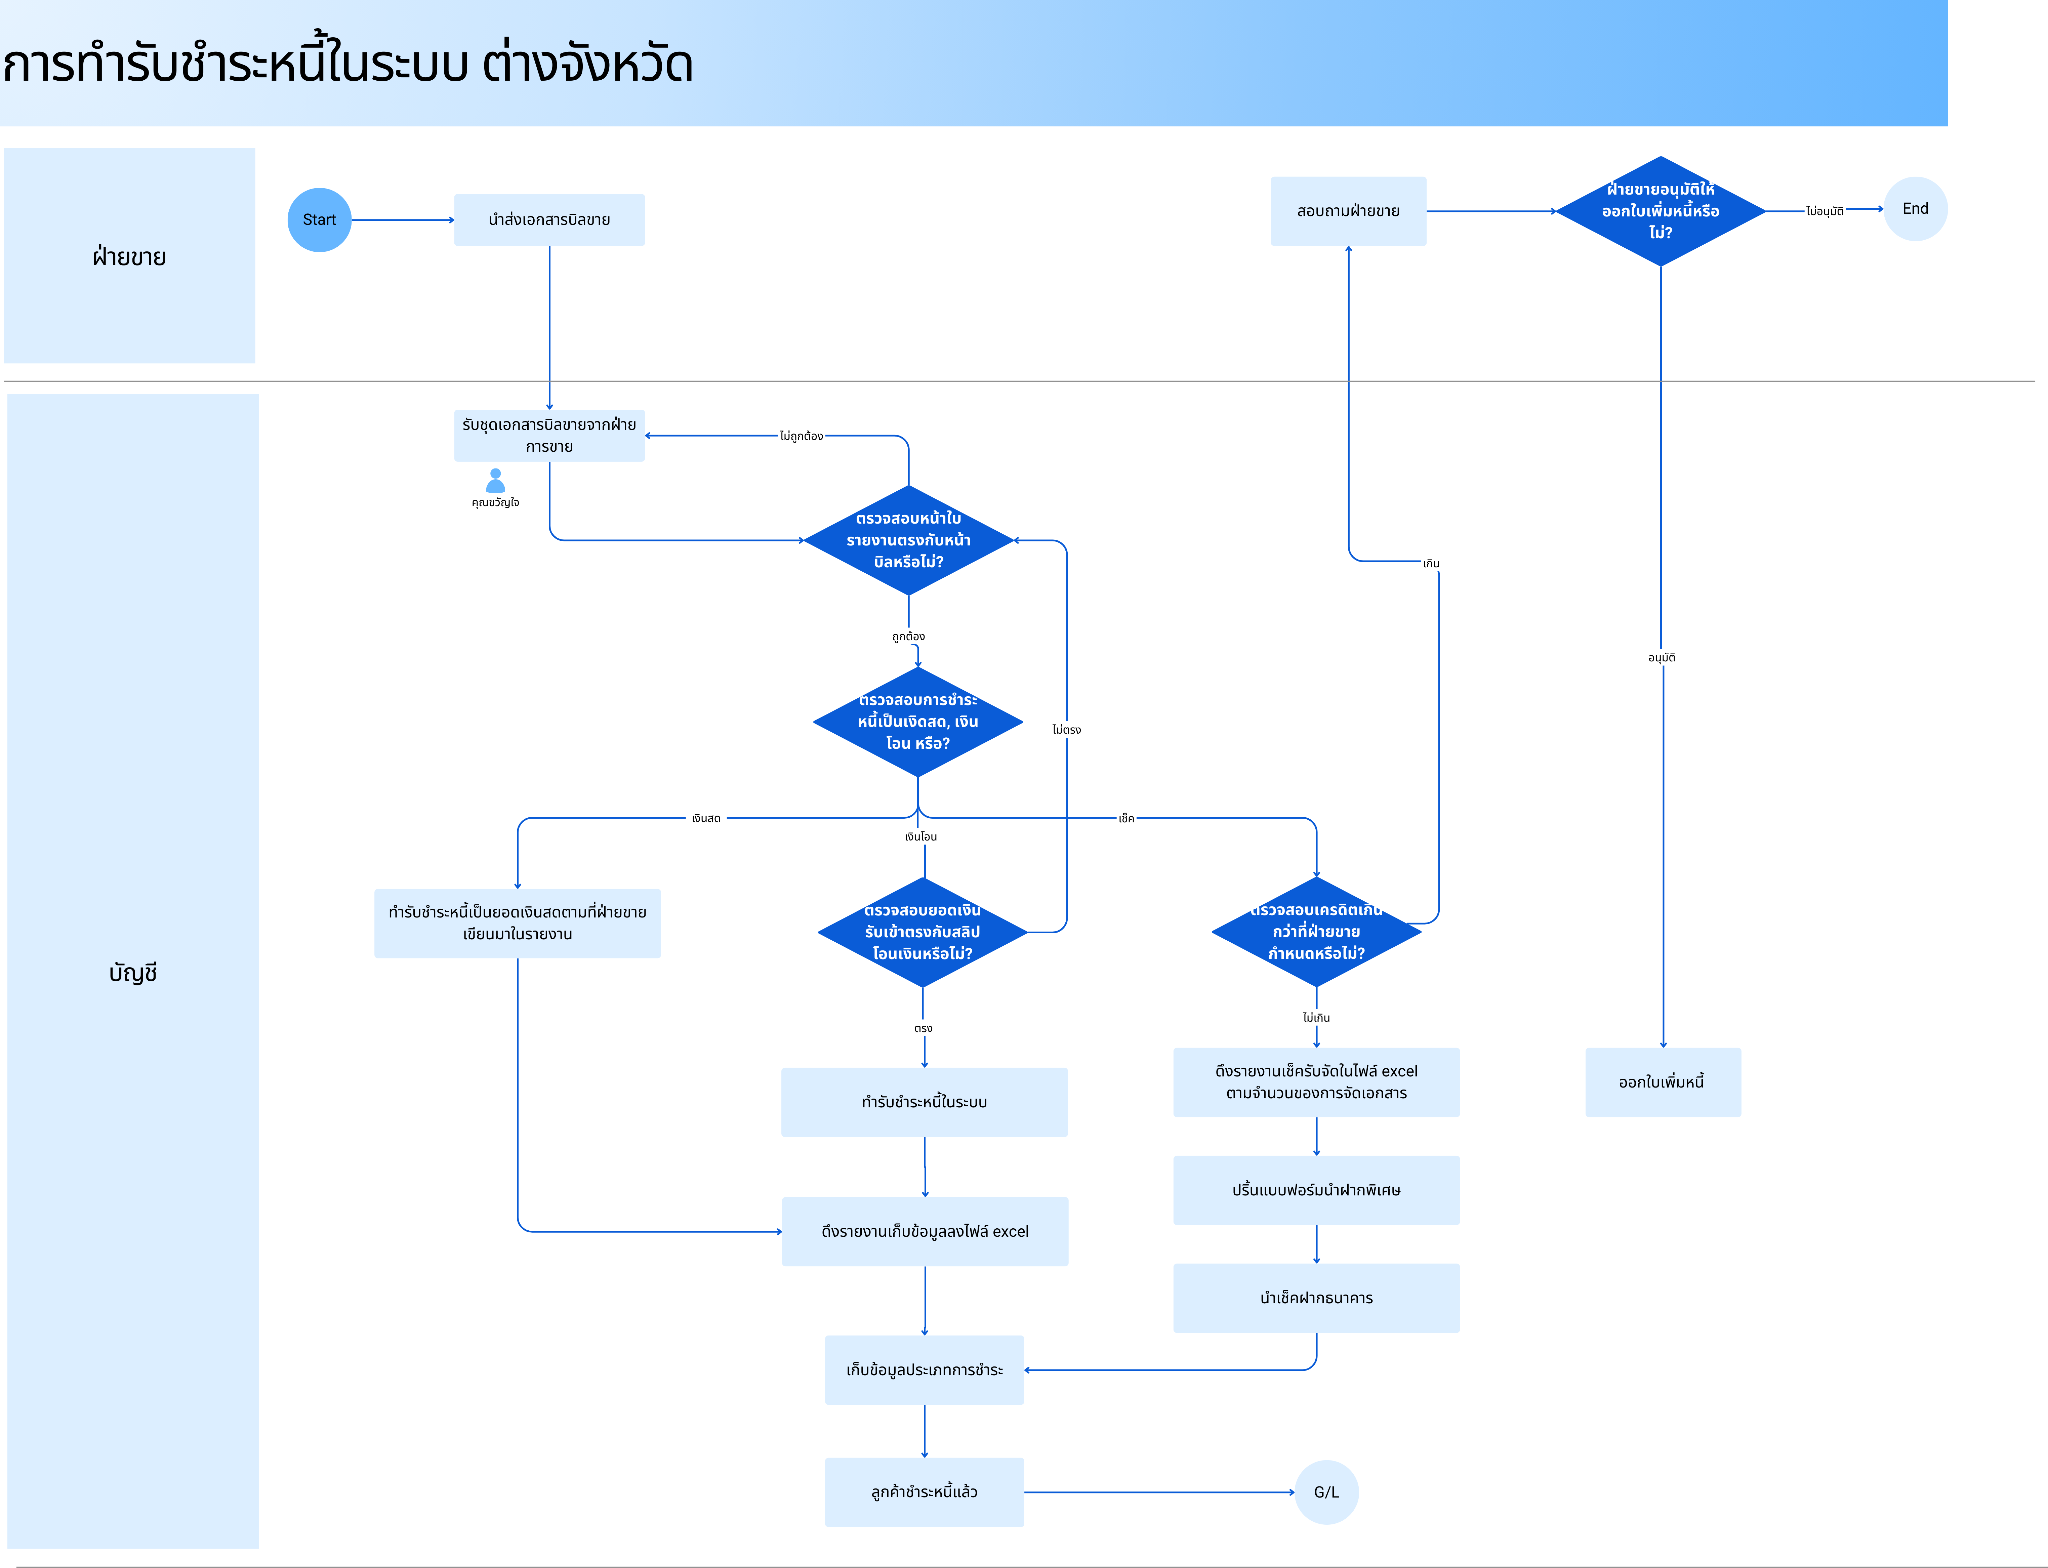 การทำรับชำระหนี้ในระบบ ต่างจังหวัด
ฝ่ายขาย
Start
นำส่งเอกสารบิลขาย
สอบถามฝ่ายขาย
ฝ่ายขายอนุมัติให้
ออกใบเพิ่มหนี้หรือ
ไม่?
ไม่อนุมัติ
End
รับชุดเอกสารบิลขายจากฝ่าย
การขาย
คุณขวัญใจ
ไม่ถูกต้อง
ตรวจสอบหน้าใบ
รายงานตรงกับหน้า
บิลหรือไม่?
เกิน
ถูกต้อง
อนุมัติ
ตรวจสอบการชำระ
หนี้เป็นเงิดสด, เงิน
โอน หรือ?
ไม่ตรง
เงินสด
เงินโอน
เช็ค
ทำรับชำระหนี้เป็นยอดเงินสดตามที่ฝ่ายขาย
เขียนมาในรายงาน
ตรวจสอบยอดเงิน
รับเข้าตรงกับสลิป
โอนเงินหรือไม่?
ตรวจสอบเครดิตเกิน
กว่าที่ฝ่ายขาย
กำหนดหรือไม่?
บัญชี
ตรง
ไม่เกิน
ทำรับชำระหนี้ในระบบ
ดึงรายงานเช็ครับจัดในไฟล์ excel
ตามจำนวนของการจัดเอกสาร
ออกใบเพิ่มหนี้
ปริ้นแบบฟอร์มนำฝากพิเศษ
ดึงรายงานเก็บข้อมูลลงไฟล์ excel
นำเช็คฝากธนาคาร
เก็บข้อมูลประเภทการชำระ
ลูกค้าชำระหนี้แล้ว
G/L